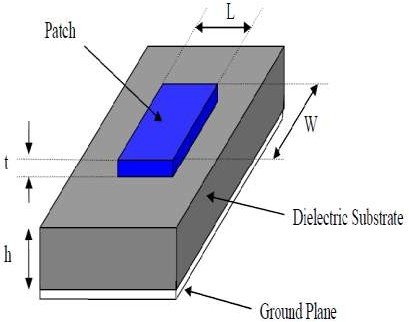 L
Patch
W
t
Dielectric Substrate
h
Ground Plane